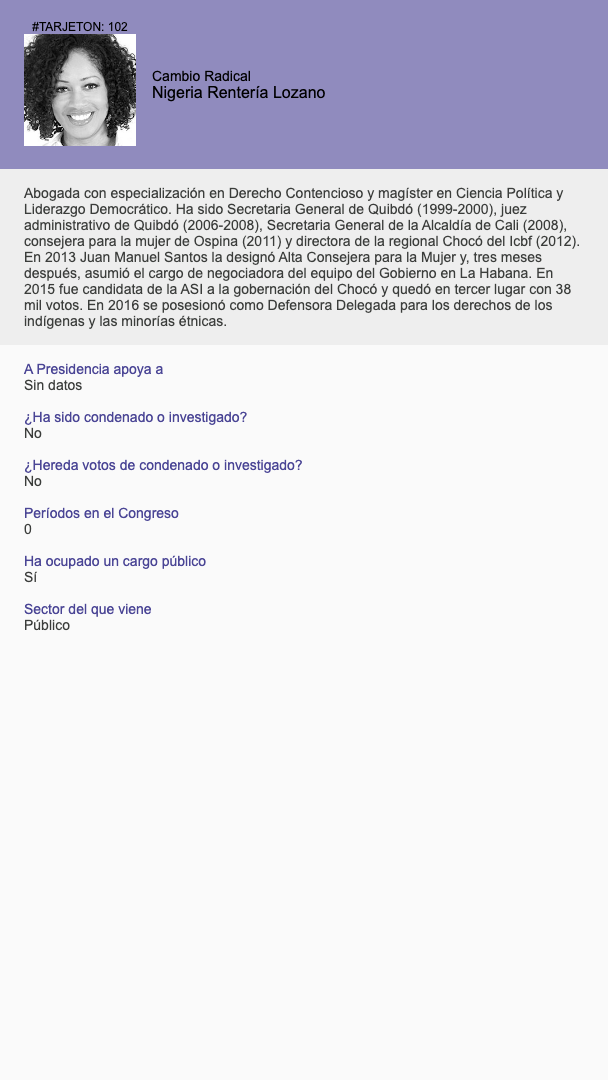 #TARJETON: 102
Cambio Radical
Nigeria Rentería Lozano
Abogada con especialización en Derecho Contencioso y magíster en Ciencia Política y
Liderazgo Democrático. Ha sido Secretaria General de Quibdó (1999-2000), juez
administrativo de Quibdó (2006-2008), Secretaria General de la Alcaldía de Cali (2008),
consejera para la mujer de Ospina (2011) y directora de la regional Chocó del Icbf (2012).
En 2013 Juan Manuel Santos la designó Alta Consejera para la Mujer y, tres meses
después, asumió el cargo de negociadora del equipo del Gobierno en La Habana. En
2015 fue candidata de la ASI a la gobernación del Chocó y quedó en tercer lugar con 38
mil votos. En 2016 se posesionó como Defensora Delegada para los derechos de los
indígenas y las minorías étnicas.
A Presidencia apoya a
Sin datos
¿Ha sido condenado o investigado?
No
¿Hereda votos de condenado o investigado?
No
Períodos en el Congreso
0
Ha ocupado un cargo público
Sí
Sector del que viene
Público